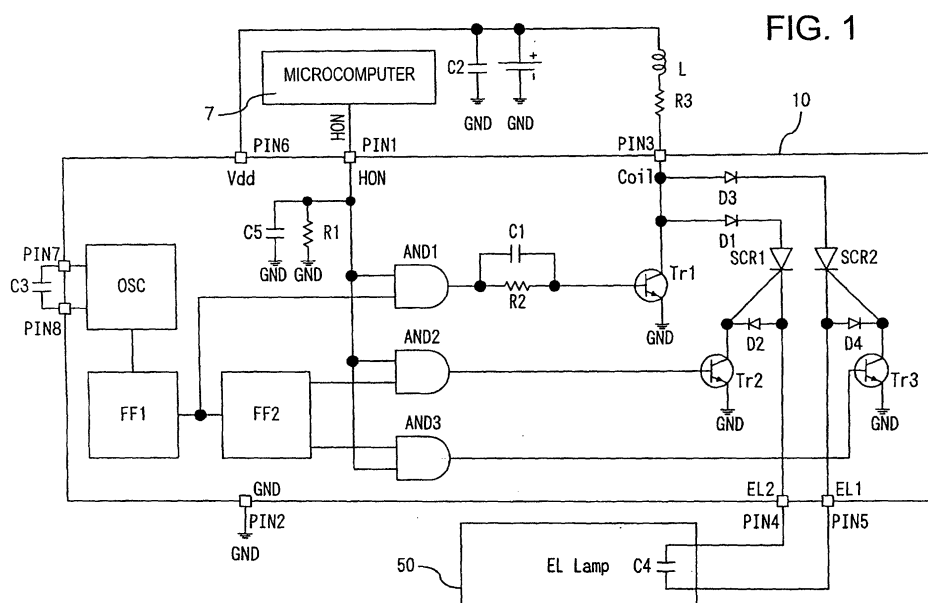 FIG. 1
MICROCOMPUTER
7
HON
C2
+
-
GND
GND
L
R3
10
PIN6
PIN1
PIN3
Vdd
HON
Coil
D3
C5
R1
GND
GND
D1
C1
R2
AND1
Tr1
GND
SCR1
SCR2
PIN7
C3
PIN8
OSC
AND2
D2
D4
Tr2
Tr3
GND
GND
FF1
FF2
AND3
GND
PIN2
GND
EL2
EL1
PIN4
PIN5
50
EL Lamp
C4